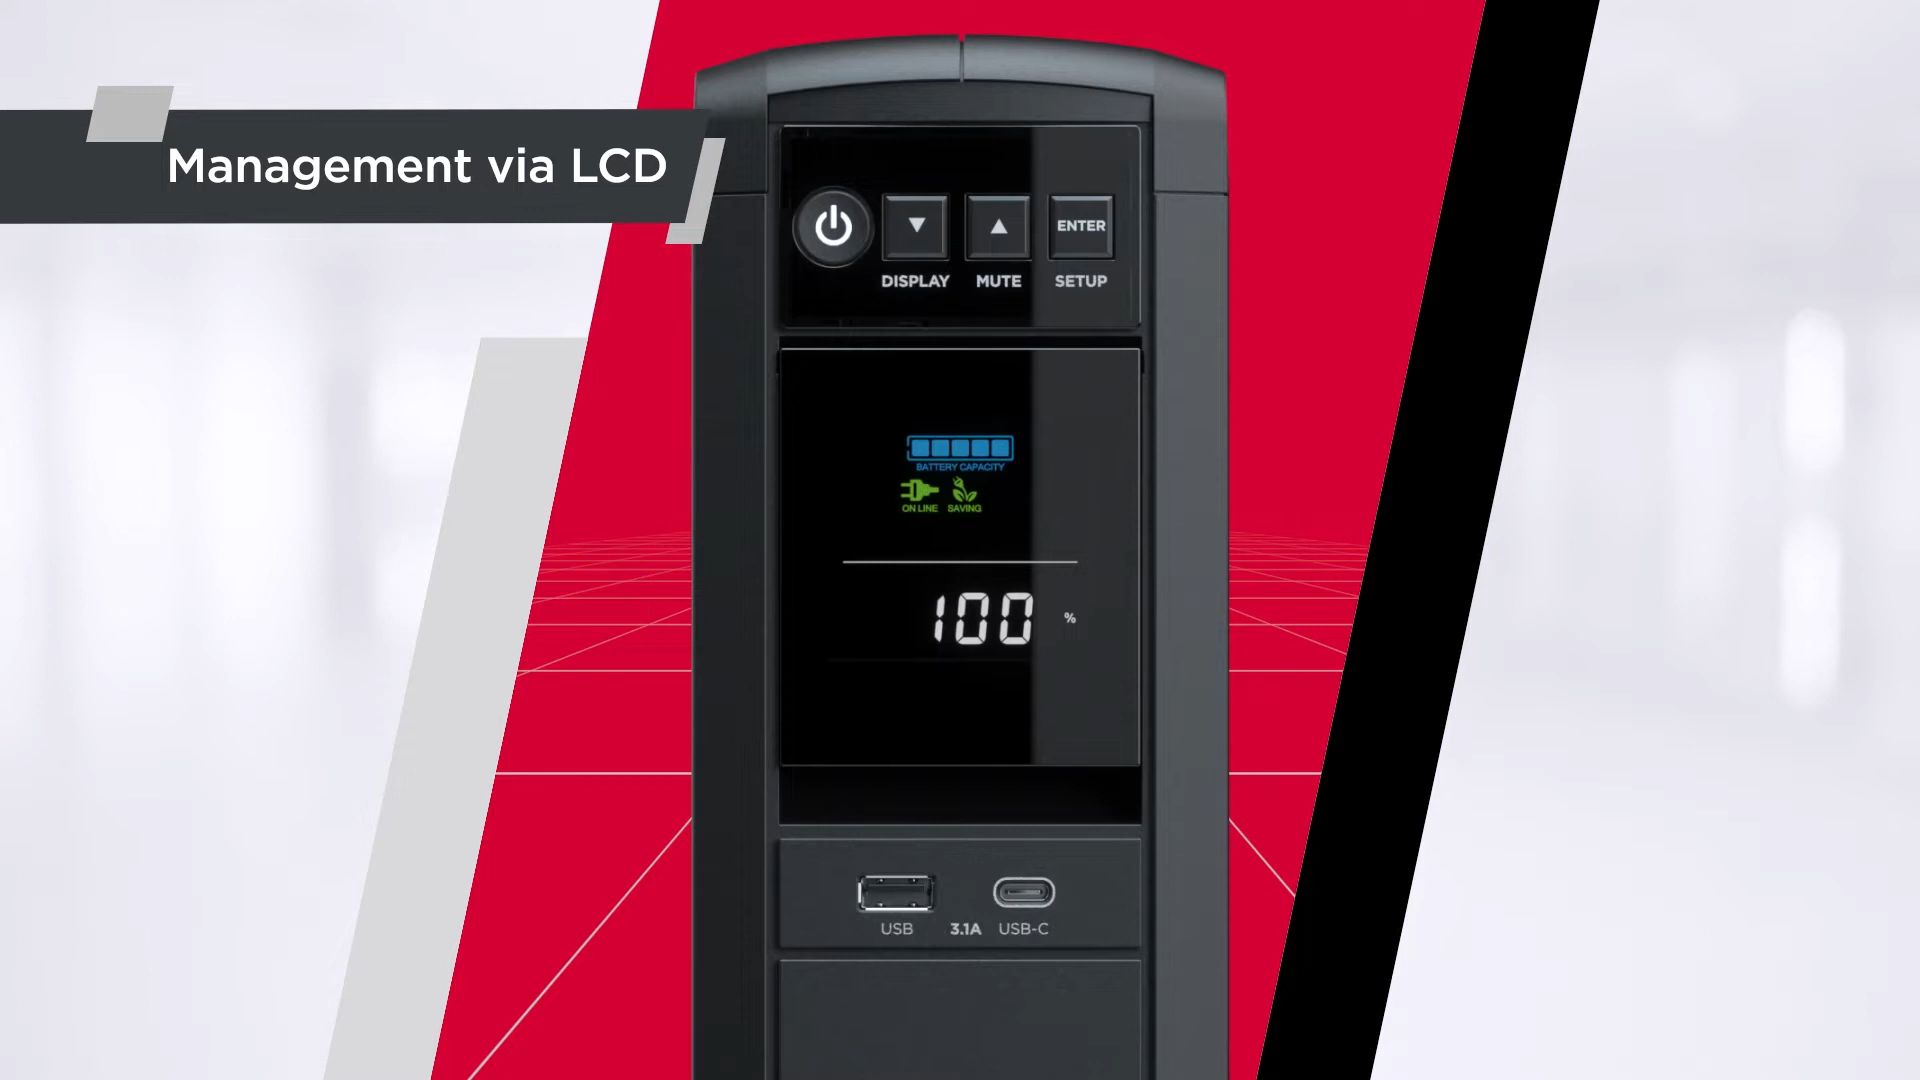 Management via LCD
ENTER
DISPLAY MUTE SETUP
BATTERY CAPACITY
ON LINE SAVING
100 %
USB 3.1A USB-C